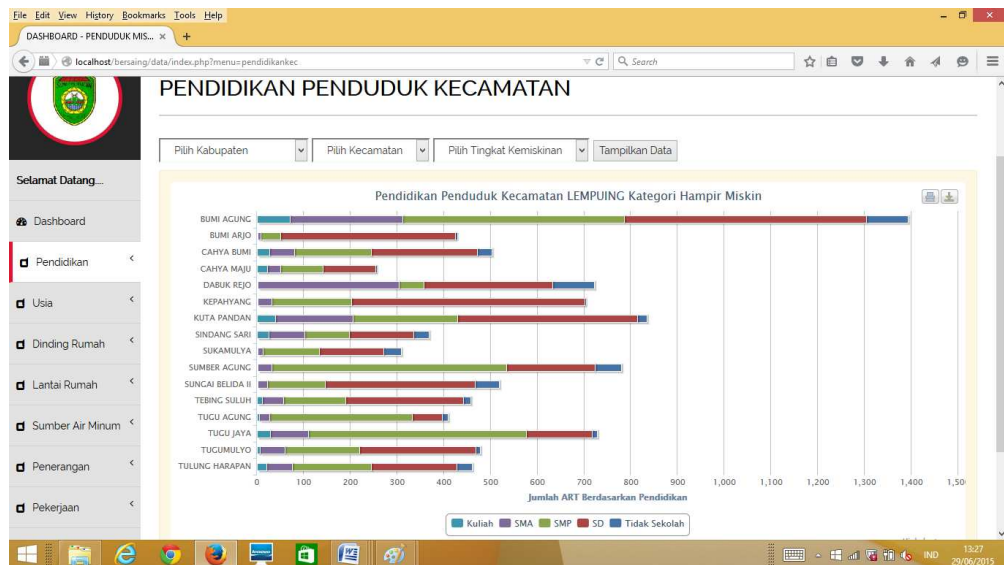 File Edit View History Bookmarks Tools Help
DASHBOARD - PENDUDUK MIS... × +
localhost/bersaing/data/index.php?menu=pendidikankec
Search
PENDIDIKAN PENDUDUK KECAMATAN
Pilih Kabupaten Pilih Kecamatan Pilih Tingkat Kemiskinan Tampilkan Data
Selamat Datang....
Dashboard
Pendidikan
Usia
Dinding Rumah
Lantai Rumah
Sumber Air Minum
Penerangan
Pekerjaan
Pendidikan Penduduk Kecamatan LEMPUING Kategori Hampir Miskin
BUMI AGUNG
BUMI ARJO
CAHYA BUMI
CAHYA MAJU
DABUK REJO
KEPAHYANG
KUTA PANDAN
SINDANG SARI
SUKAMULYA
SUMBER AGUNG
SUNGAI BELIDA II
TEBING SULUH
TUGU AGUNG
TUGU JAYA
TUGUMULYO
TULUNG HARAPAN
0 100 200 300 400 500 600 700 800 900 1,000 1,100 1,200 1,300 1,400 1,50
Jumlah ART Berdasarkan Pendidikan
Kuliah SMA SMP SD Tidak Sekolah
IND
13:27
29/06/2015